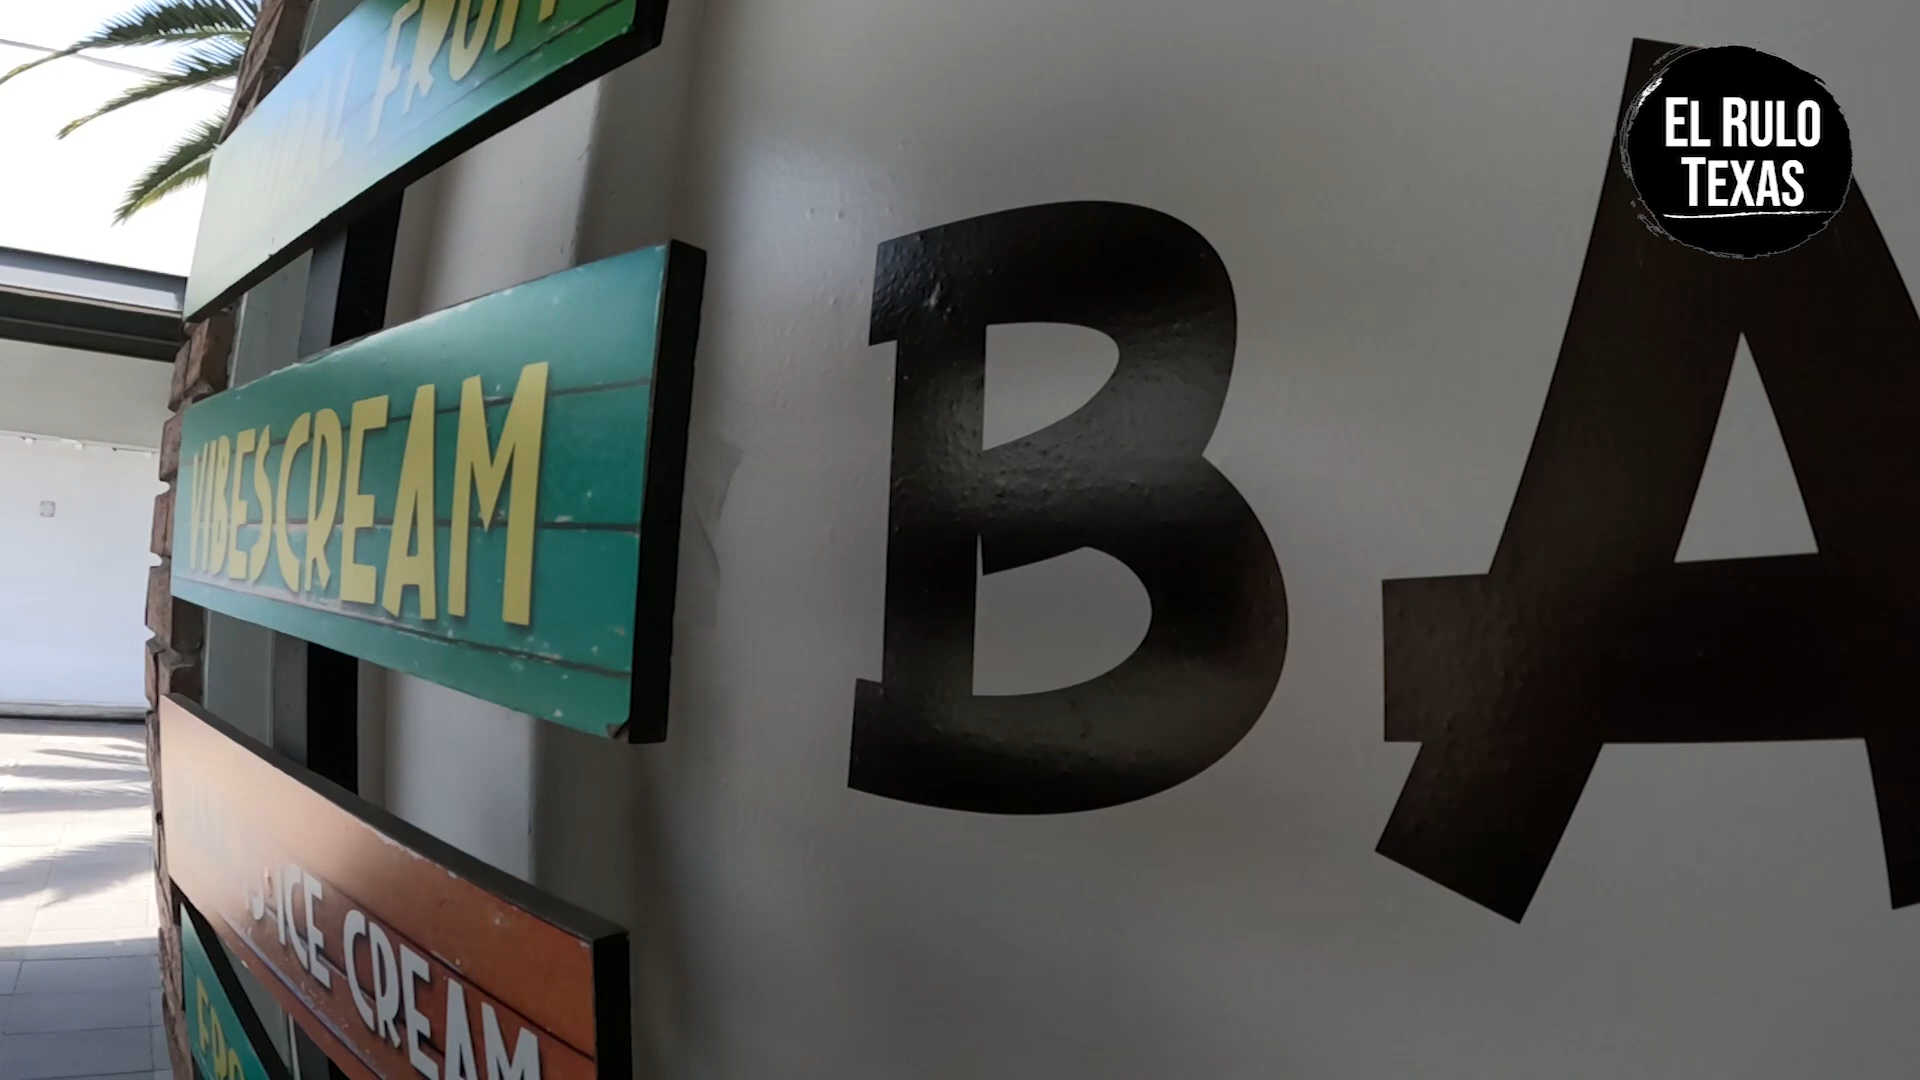 VIBESCREAM
ICE CREAM
BA
EL RULO
TEXAS